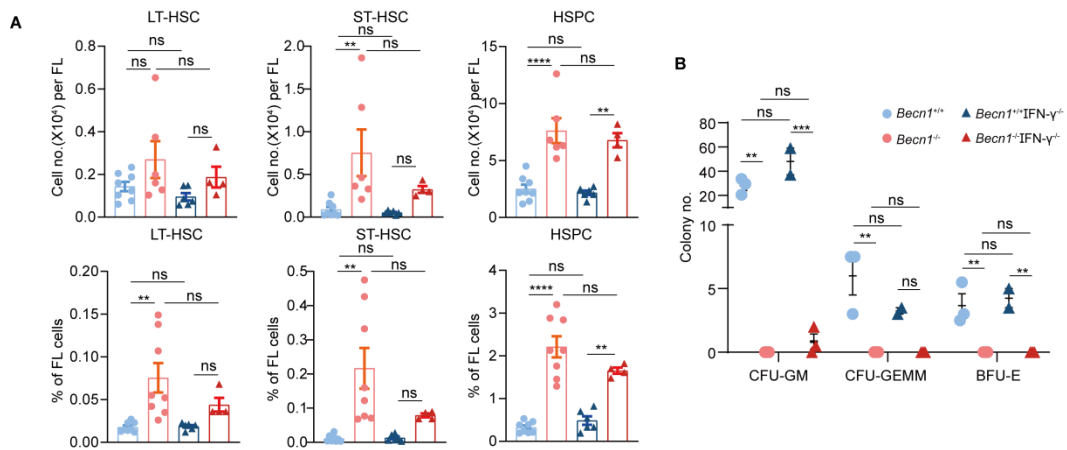 A
LT-HSC
Cell no.(X10⁴) per FL
0.8
0.6
0.4
0.2
0.0
ns
ns
ns
ns
ST-HSC
Cell no.(X10⁴) per FL
2.0
1.5
1.0
0.5
0.0
ns
ns
**
ns
ns
HSPC
Cell no.(X10⁴) per FL
15
10
5
0
ns
****
ns
**
LT-HSC
% of FL cells
0.20
0.15
0.10
0.05
0.00
ns
**
ns
ns
ST-HSC
% of FL cells
0.5
0.4
0.3
0.2
0.1
0.0
ns
**
ns
ns
HSPC
% of FL cells
4
3
2
1
0
ns
****
ns
**
B
Becn1⁺/⁺
Becn1⁻/⁻
Becn1⁺/⁺IFN-γ⁻/⁻
Becn1⁻/⁻IFN-γ⁻/⁻
Colony no.
80
60
40
20
10
5
0
ns
ns
***
**
ns
ns
**
ns
ns
ns
**
**
CFU-GM
CFU-GEMM
BFU-E